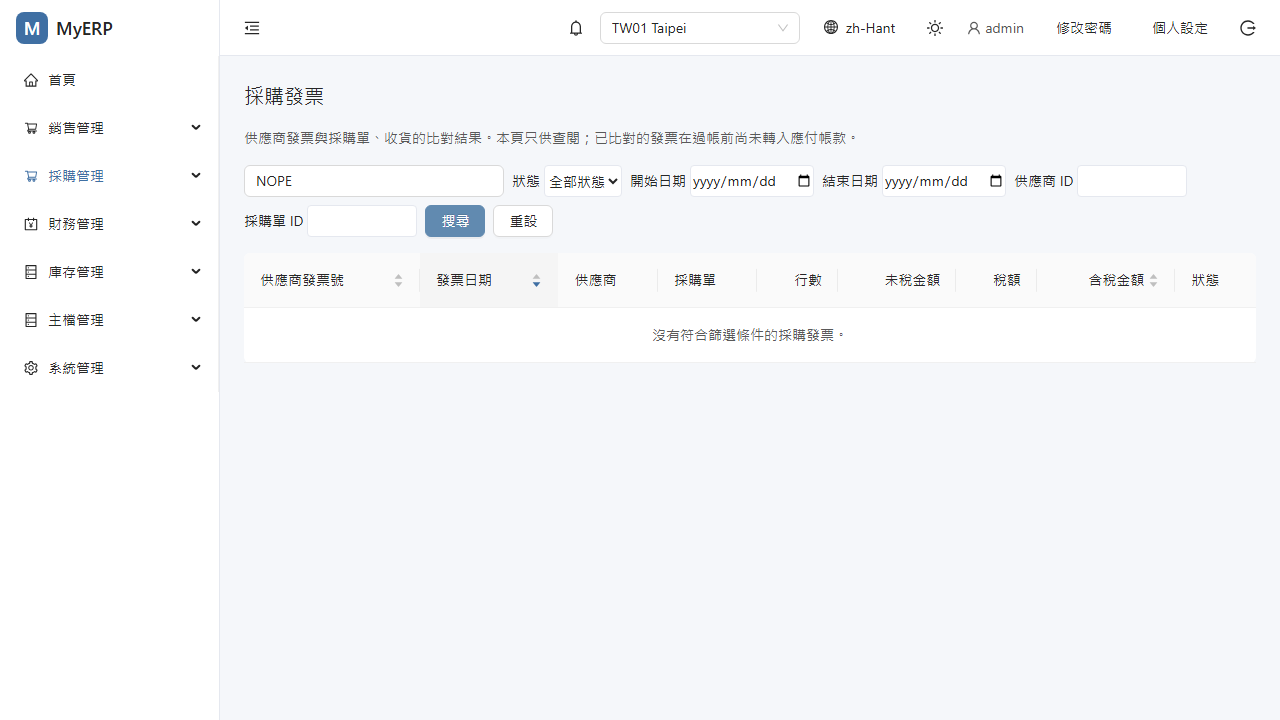 M MyERP
TW01 Taipei
zh-Hant
admin
修改密碼
個人設定
首頁
銷售管理
採購管理
財務管理
庫存管理
主檔管理
系統管理
採購發票
供應商發票與採購單、收貨的比對結果。本頁只供查閱；已比對的發票在過帳前尚未轉入應付帳款。
NOPE 狀態 全部狀態 開始日期 yyyy/mm/dd 結束日期 yyyy/mm/dd 供應商 ID
採購單 ID 搜尋 重設
供應商發票號 發票日期 供應商 採購單 行數 未稅金額 稅額 含稅金額 狀態
沒有符合篩選條件的採購發票。